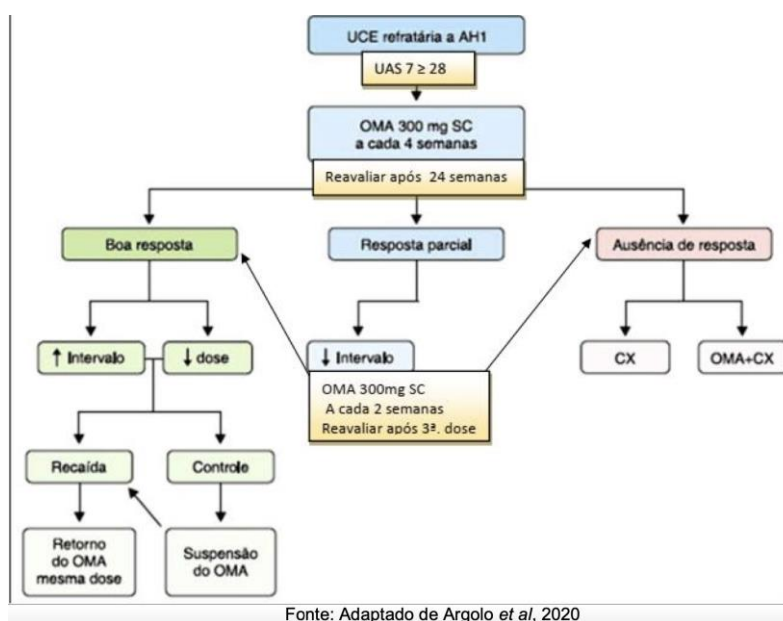 UCE refratária a AH1
UAS 7 ≥ 28
OMA 300 mg SC
a cada 4 semanas
Reavaliar após 24 semanas
Boa resposta
Resposta parcial
Ausência de resposta
↑ Intervalo
↓ dose
↓ Intervalo
CX
OMA+CX
OMA 300mg SC
A cada 2 semanas
Reavaliar após 3ª. dose
Recaída
Controle
Retorno
do OMA
mesma dose
Suspensão
do OMA
Fonte: Adaptado de Argolo et al, 2020